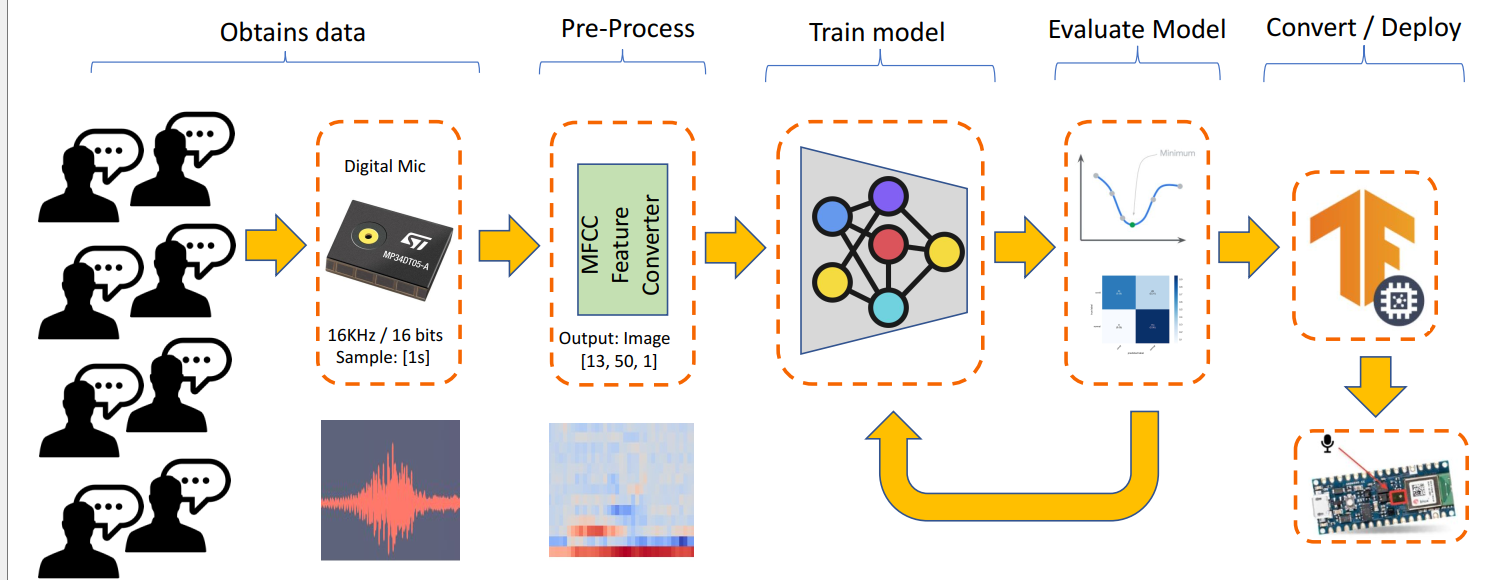 Obtains data
Pre-Process
Train model
Evaluate Model
Convert / Deploy
Digital Mic
ST
MP34DT05-A
16KHz / 16 bits
Sample: [1s]
MFCC
Feature
Converter
Output: Image
[13, 50, 1]
Minimum